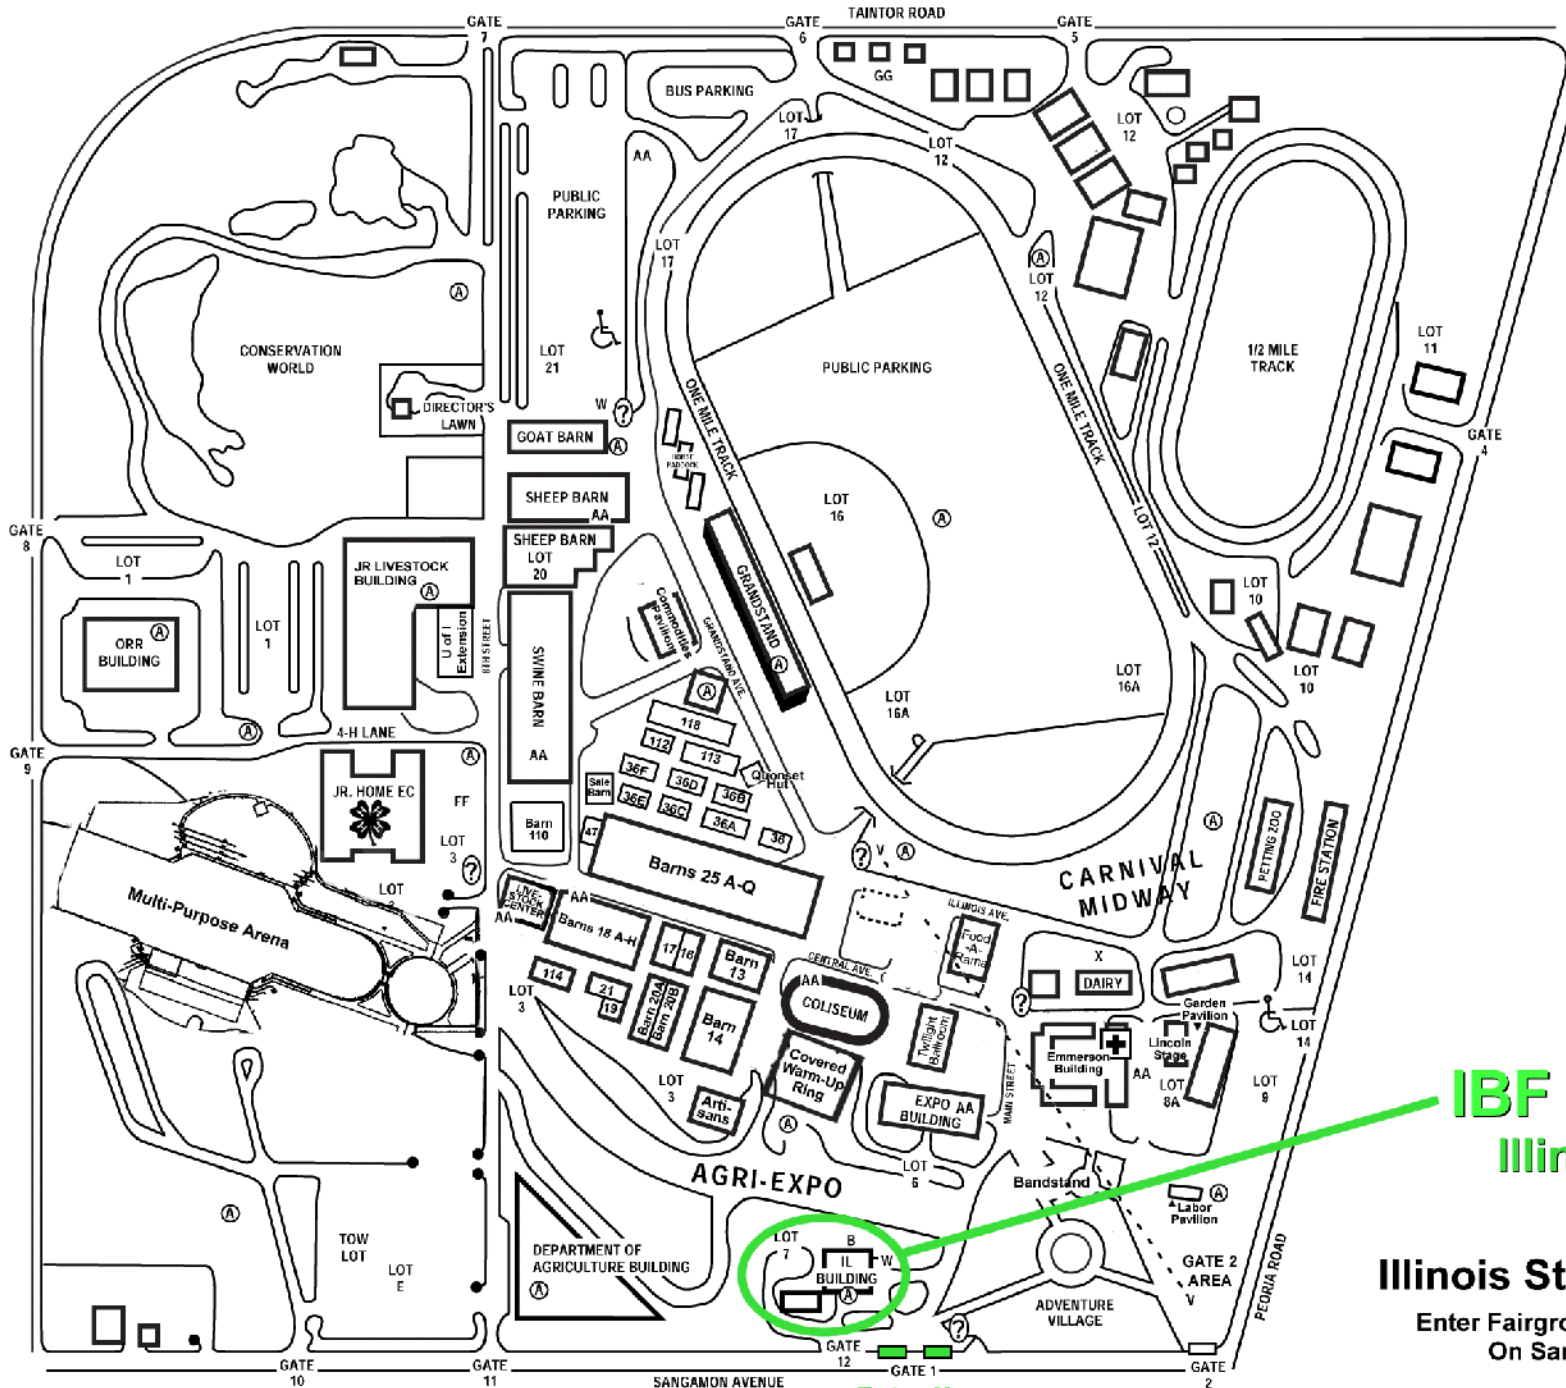 TAINTOR ROAD
GATE
7
GATE
6
GATE
5
GG
BUS PARKING
LOT
17
LOT
12
LOT
12
AA
PUBLIC
PARKING
LOT
17
A
LOT
12
A
CONSERVATION
WORLD
LOT
21
PUBLIC PARKING
1/2 MILE
TRACK
LOT
11
ONE MILE TRACK
ONE MILE TRACK
DIRECTOR'S
LAWN
W
?
GOAT BARN
A
HORSE
PADDOCK
GATE
4
SHEEP BARN
AA
LOT
16
A
LOT 12
GATE
8
SHEEP BARN
LOT
20
LOT
1
JR LIVESTOCK
BUILDING
A
GRANDSTAND
A
LOT
10
ORR
BUILDING
A
LOT
1
U of I
Extension
8TH STREET
SWINE BARN
AA
Commodities
Pavilion
GRANDSTAND AVE.
LOT
16A
LOT
10
LOT
16A
A
118
A
4-H LANE
A
112
113
GATE
9
36F
36D
36B
Quonset
Hut
Sale
Barn
36E
36C
36A
36
JR. HOME EC
FF
LOT
3
?
Barn
110
47
Barns 25 A-Q
? V
A
A
PETTING ZOO
FIRE STATION
CARNIVAL
MIDWAY
LOT
2
Multi-Purpose Arena
LIVE-
STOCK
CENTER
AA
AA
Barns 18 A-H
ILLINOIS AVE.
Food
-A-
Rama
17
16
Barn
13
CENTRAL AVE.
X
DAIRY
LOT
14
114
21
19
LOT
3
Barn 20A
Barn 20B
Barn
14
AA
COLISEUM
Twilight
Ballroom
?
Garden
Pavilion
LOT
14
Covered
Warm-Up
Ring
Emmerson
Building
Lincoln
Stage
AA
LOT
8A
LOT
9
LOT
3
Arti-
sans
A
EXPO AA
BUILDING
MAIN STREET
IBF
AGRI-EXPO
LOT
6
Bandstand
A
Labor
Pavilion
A
TOW
LOT
LOT
E
DEPARTMENT OF
AGRICULTURE BUILDING
A
LOT
7
B
IL
BUILDING
W
A
GATE 2
AREA
V
PEORIA ROAD
ADVENTURE
VILLAGE
?
Enter Fairgro
On San
GATE
10
GATE
11
SANGAMON AVENUE
GATE
12
GATE 1
GATE
2